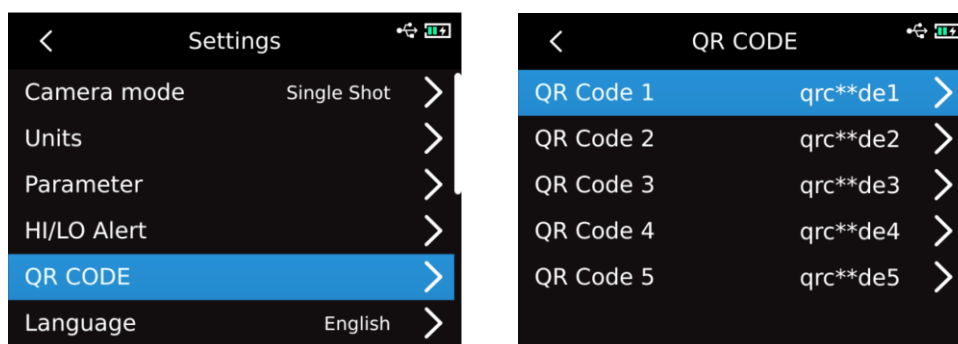 Settings
Camera mode Single Shot
Units
Parameter
HI/LO Alert
QR CODE
Language English
QR CODE
QR Code 1 qrc**de1
QR Code 2 qrc**de2
QR Code 3 qrc**de3
QR Code 4 qrc**de4
QR Code 5 qrc**de5